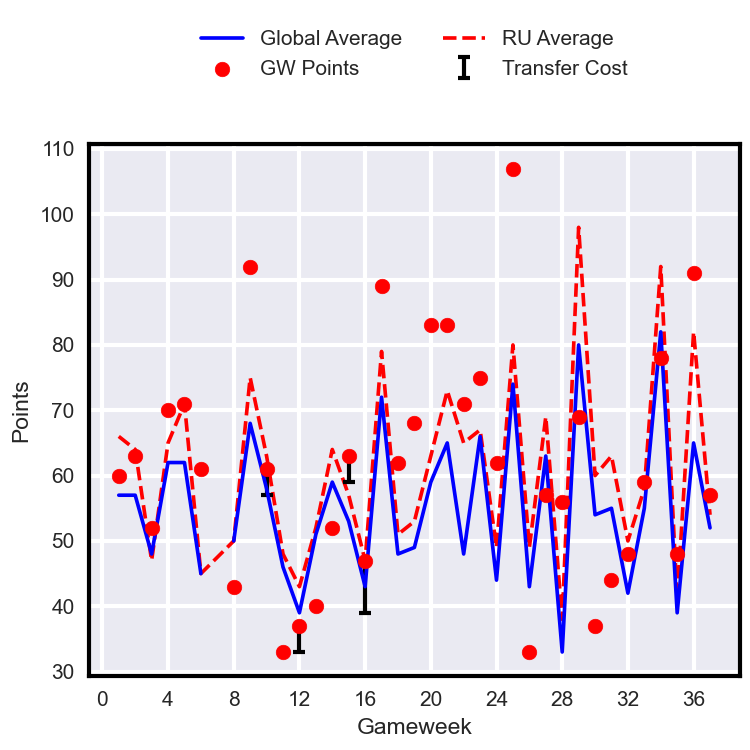 Global Average
RU Average
GW Points
Transfer Cost
110
100
90
80
70
60
50
40
30
Points
0 4 8 12 16 20 24 28 32 36
Gameweek